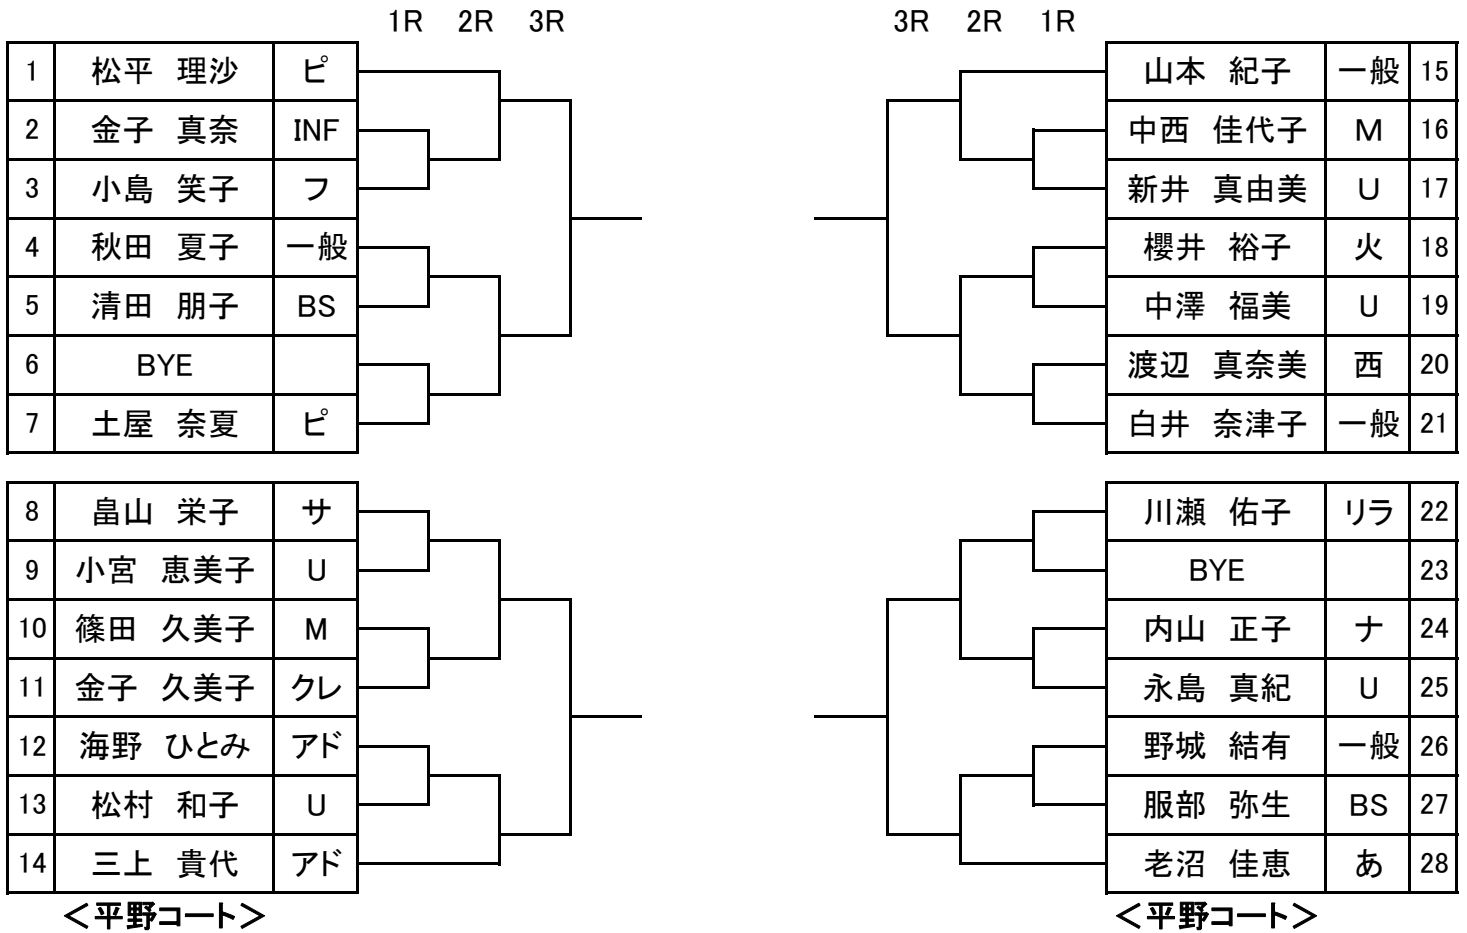 1R 2R 3R
3R 2R 1R
1 松平 理沙 ピ
2 金子 真奈 INF
3 小島 笑子 フ
4 秋田 夏子 一般
5 清田 朋子 BS
6 BYE
7 土屋 奈夏 ピ
8 畠山 栄子 サ
9 小宮 恵美子 U
10 篠田 久美子 M
11 金子 久美子 クレ
12 海野 ひとみ アド
13 松村 和子 U
14 三上 貴代 アド
＜平野コート＞
山本 紀子 一般 15
中西 佳代子 M 16
新井 真由美 U 17
櫻井 裕子 火 18
中澤 福美 U 19
渡辺 真奈美 西 20
白井 奈津子 一般 21
川瀬 佑子 リラ 22
BYE 23
内山 正子 ナ 24
永島 真紀 U 25
野城 結有 一般 26
服部 弥生 BS 27
老沼 佳恵 あ 28
＜平野コート＞